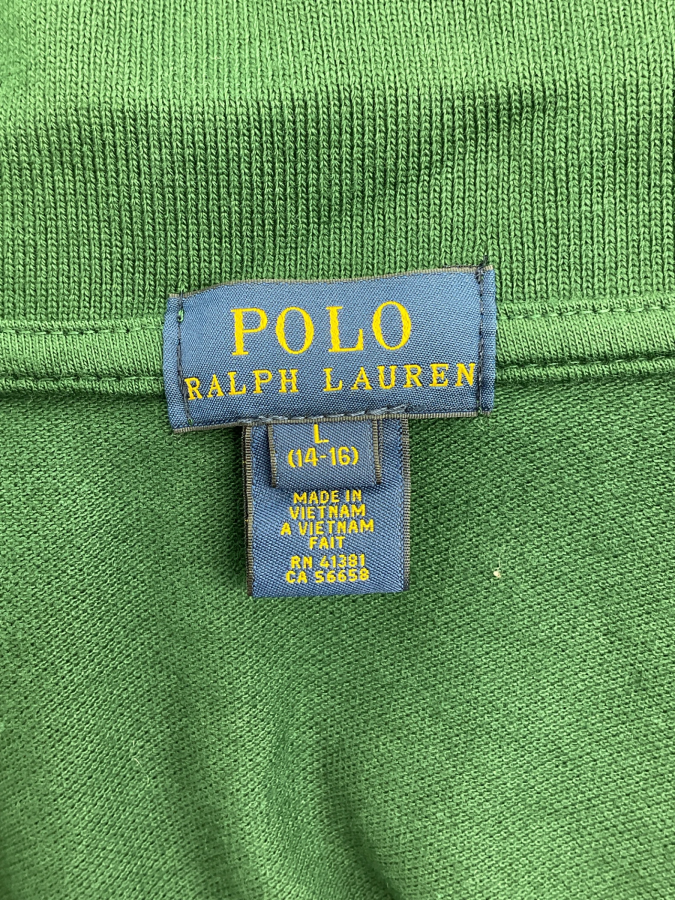 POLO
RALPH LAUREN
L
(14-16)
MADE IN
VIETNAM
A VIETNAM
FAIT
RN 41381
CA 56658